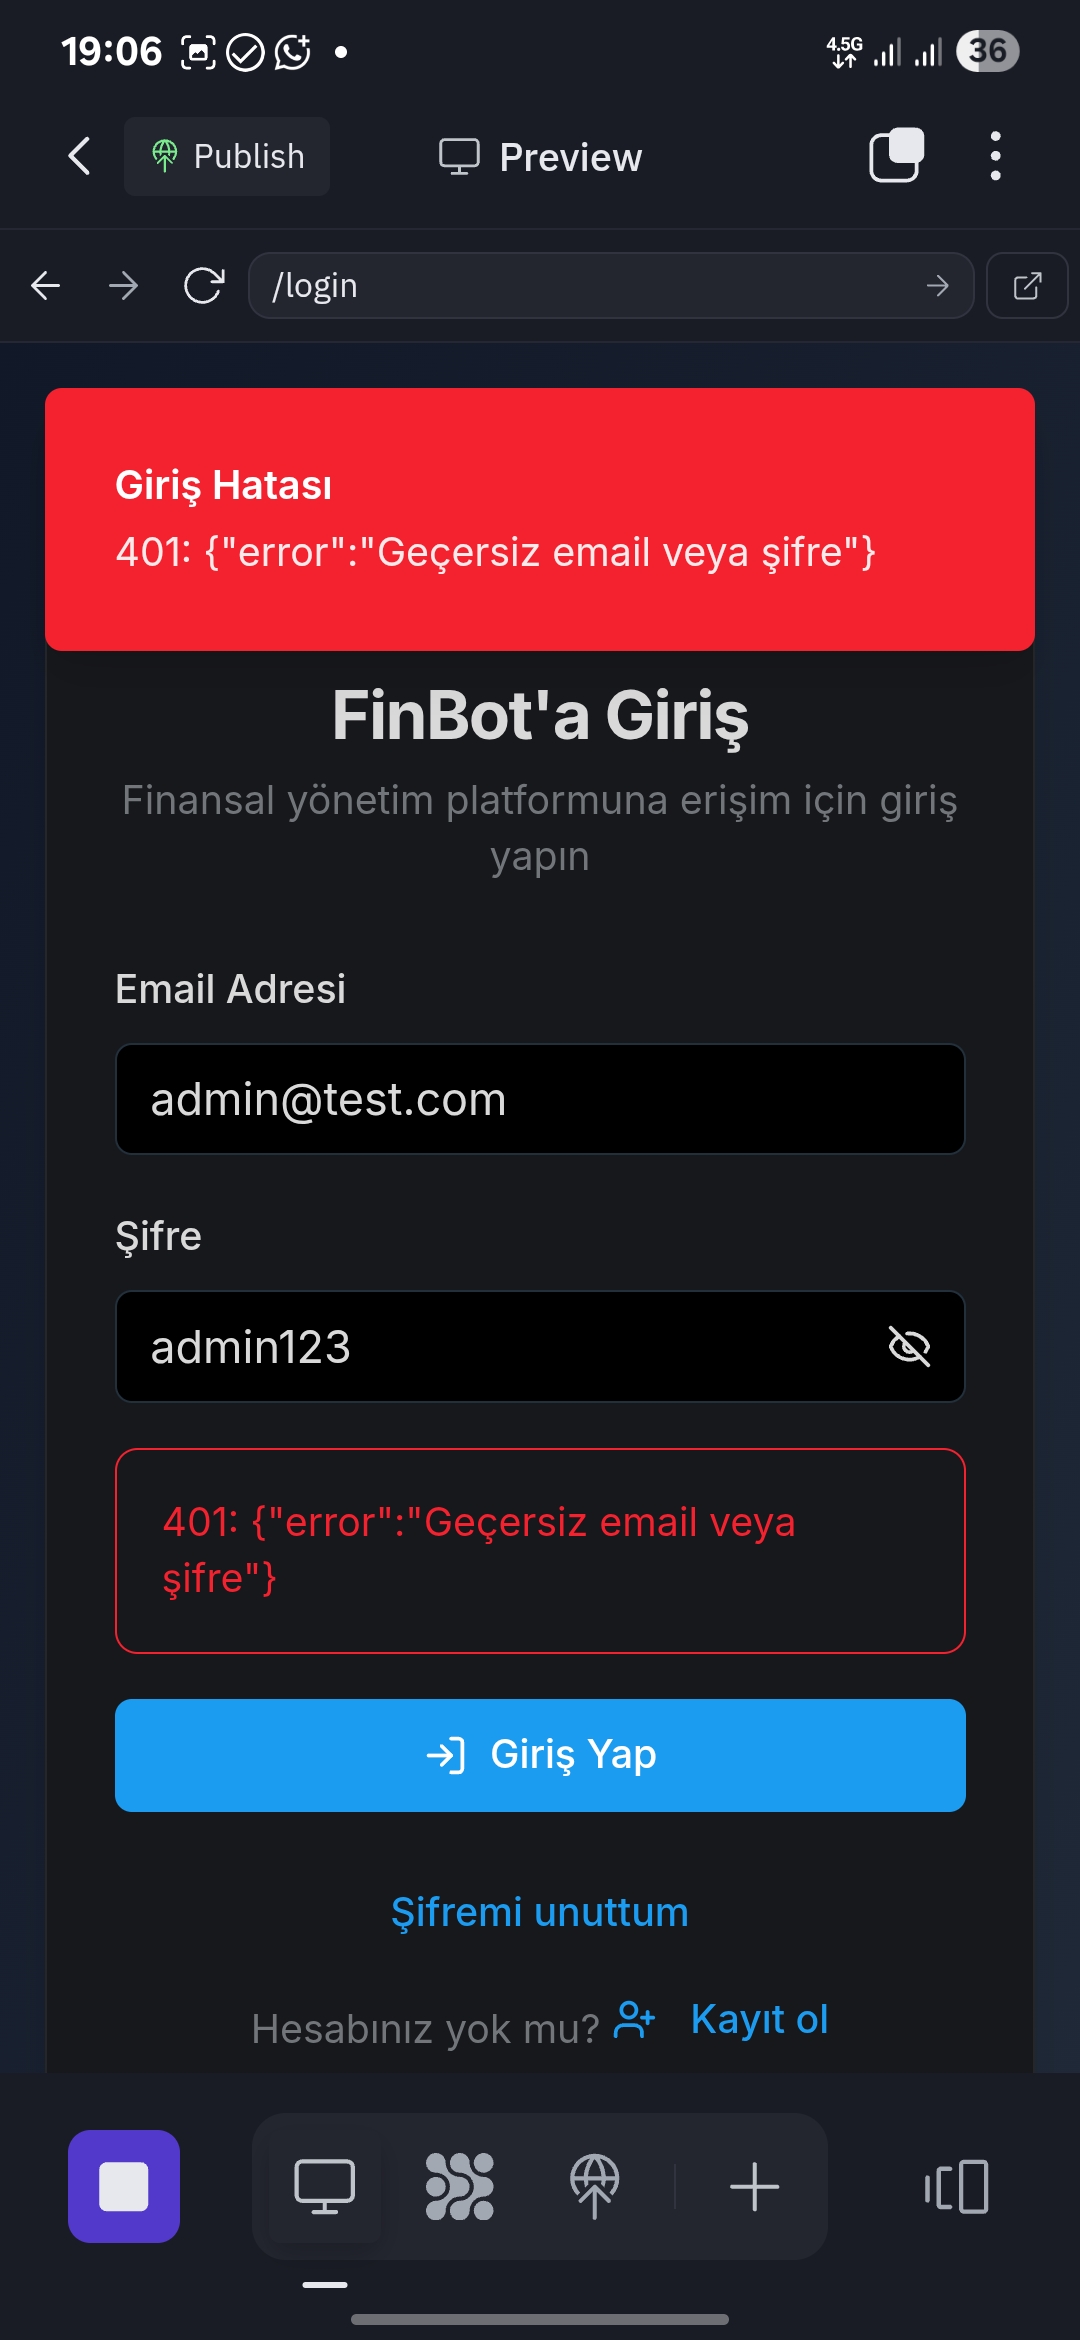 19:06
4.5G
36
Publish
Preview
/login
Giriş Hatası
401: {"error":"Geçersiz email veya şifre"}
FinBot'a Giriş
Finansal yönetim platformuna erişim için giriş
yapın
Email Adresi
admin@test.com
Şifre
admin123
401: {"error":"Geçersiz email veya
şifre"}
Giriş Yap
Şifremi unuttum
Hesabınız yok mu? Kayıt ol